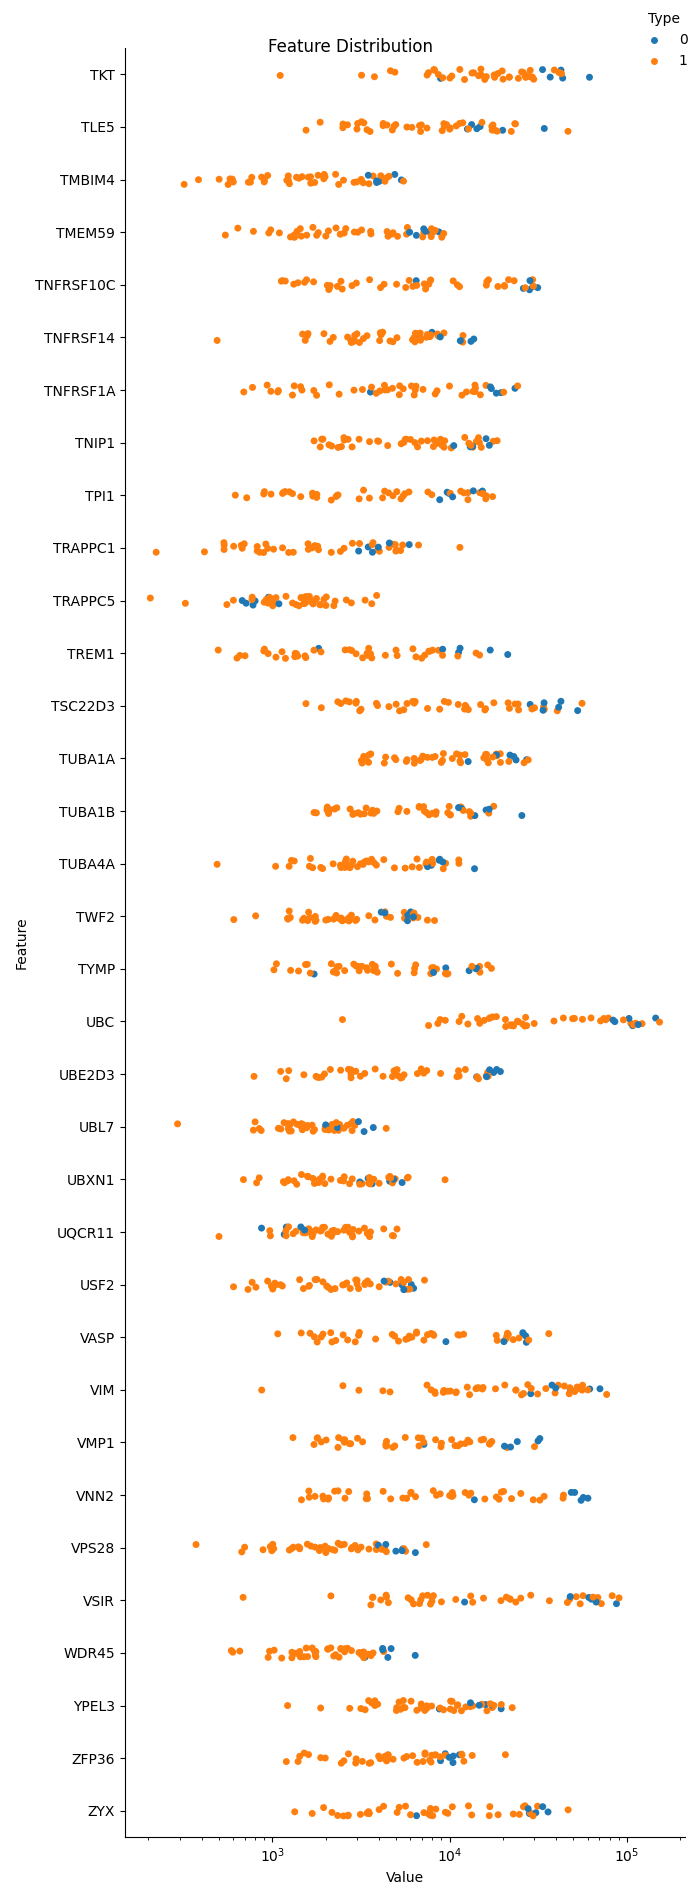 Type
0
1
Feature Distribution
TKT
TLE5
TMBIM4
TMEM59
TNFRSF10C
TNFRSF14
TNFRSF1A
TNIP1
TPI1
TRAPPC1
TRAPPC5
TREM1
TSC22D3
TUBA1A
TUBA1B
TUBA4A
TWF2
TYMP
UBC
UBE2D3
UBL7
UBXN1
UQCR11
USF2
VASP
VIM
VMP1
VNN2
VPS28
VSIR
WDR45
YPEL3
ZFP36
ZYX
Feature
10³ 10⁴ 10⁵
Value